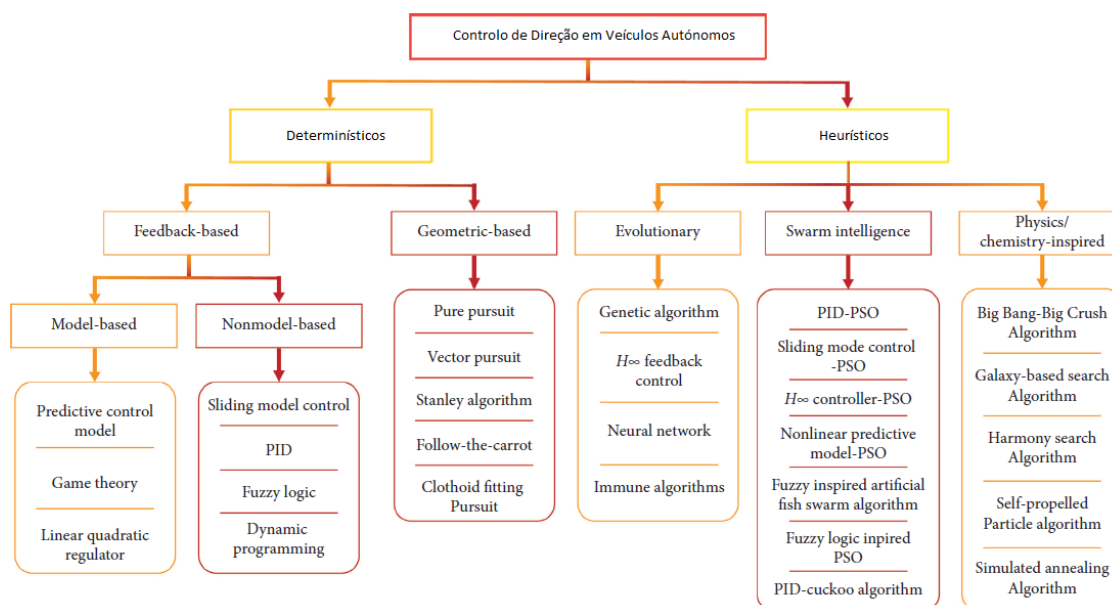 Controlo de Direção em Veículos Autónomos
Determinísticos
Heurísticos
Feedback-based
Geometric-based
Evolutionary
Swarm intelligence
Physics/
chemistry-inspired
Model-based
Nonmodel-based
Predictive control
model
Game theory
Linear quadratic
regulator
Sliding model control
PID
Fuzzy logic
Dynamic
programming
Pure pursuit
Vector pursuit
Stanley algorithm
Follow-the-carrot
Clothoid fitting
Pursuit
Genetic algorithm
H∞ feedback
control
Neural network
Immune algorithms
PID-PSO
Sliding mode control
-PSO
H∞ controller-PSO
Nonlinear predictive
model-PSO
Fuzzy inspired artificial
fish swarm algorithm
Fuzzy logic inpired
PSO
PID-cuckoo algorithm
Big Bang-Big Crush
Algorithm
Galaxy-based search
Algorithm
Harmony search
Algorithm
Self-propelled
Particle algorithm
Simulated annealing
Algorithm